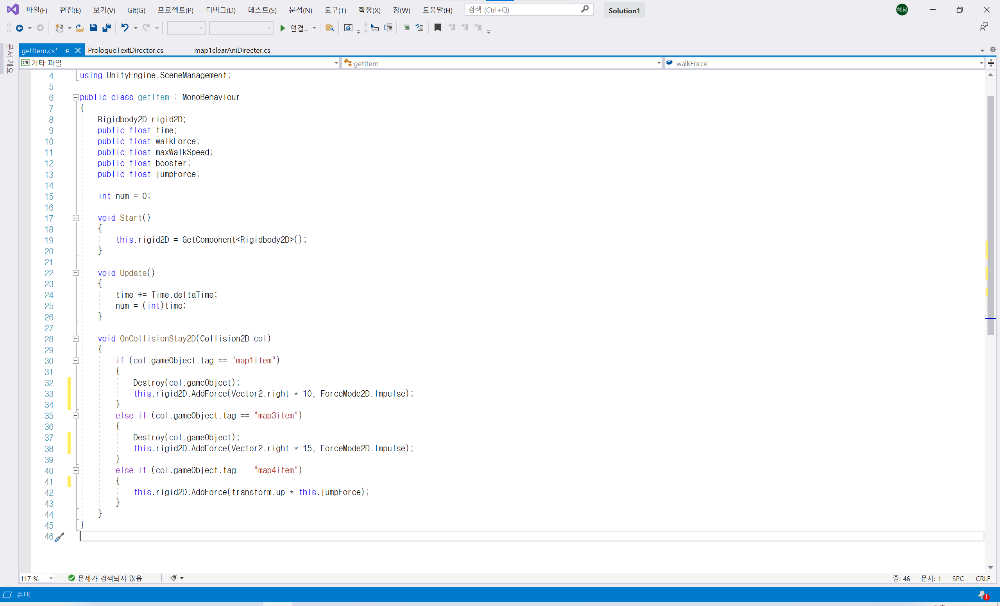 파일(F) 편집(E) 보기(V) Git(G) 프로젝트(P) 디버그(D) 테스트(S) 분석(N) 도구(T) 확장(X) 창(W) 도움말(H) 검색 (Ctrl+Q) Solution1 혜남
연결...
문서 개요
getItem.cs* PrologueTextDirector.cs map1clearAniDirecter.cs
C# 기타 파일 getItem walkForce
4 using UnityEngine.SceneManagement;
5
6 public class getItem : MonoBehaviour
7 {
8 Rigidbody2D rigid2D;
9 public float time;
10 public float walkForce;
11 public float maxWalkSpeed;
12 public float booster;
13 public float jumpForce;
14
15 int num = 0;
16
17 void Start()
18 {
19 this.rigid2D = GetComponent<Rigidbody2D>();
20 }
21
22 void Update()
23 {
24 time += Time.deltaTime;
25 num = (int)time;
26 }
27
28 void OnCollisionStay2D(Collision2D col)
29 {
30 if (col.gameObject.tag == "map1item")
31 {
32 Destroy(col.gameObject);
33 this.rigid2D.AddForce(Vector2.right * 10, ForceMode2D.Impulse);
34 }
35 else if (col.gameObject.tag == "map3item")
36 {
37 Destroy(col.gameObject);
38 this.rigid2D.AddForce(Vector2.right * 15, ForceMode2D.Impulse);
39 }
40 else if (col.gameObject.tag == "map4item")
41 {
42 this.rigid2D.AddForce(transform.up * this.jumpForce);
43 }
44 }
45 }
46
117 % 문제가 검색되지 않음 줄: 46 문자: 1 SPC CRLF
준비 1